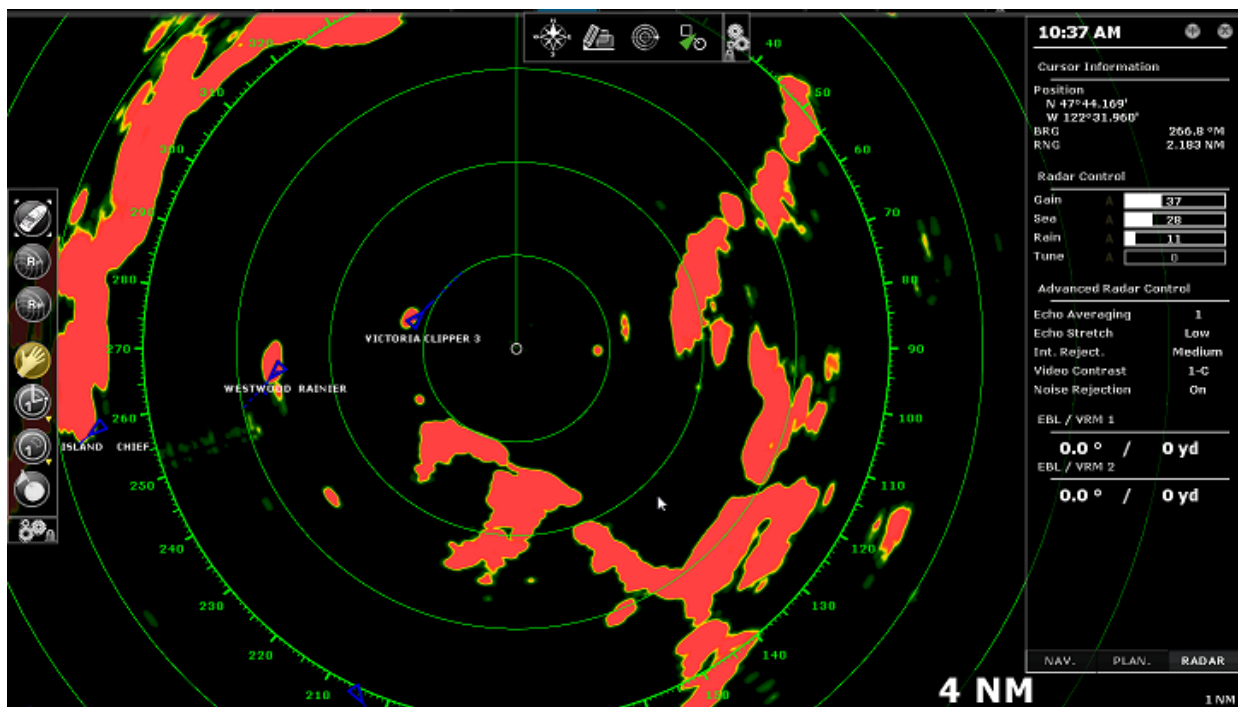 320
310
300
290
280
270
260
250
240
230
220
210
40
50
60
70
80
90
100
110
120
130
140
150
N
S
R-
R+
1
1
VICTORIA CLIPPER 3
WESTWOOD RAINIER
ISLAND CHIEF
10:37 AM
Cursor Information
Position
N 47°44.169'
W 122°31.960'
BRG 266.8 °M
RNG 2.183 NM
Radar Control
Gain A 37
Sea A 28
Rain A 11
Tune A 0
Advanced Radar Control
Echo Averaging 1
Echo Stretch Low
Int. Reject. Medium
Video Contrast 1-C
Noise Rejection On
EBL / VRM 1
0.0 ° / 0 yd
EBL / VRM 2
0.0 ° / 0 yd
NAV. PLAN. RADAR
4 NM
1 NM